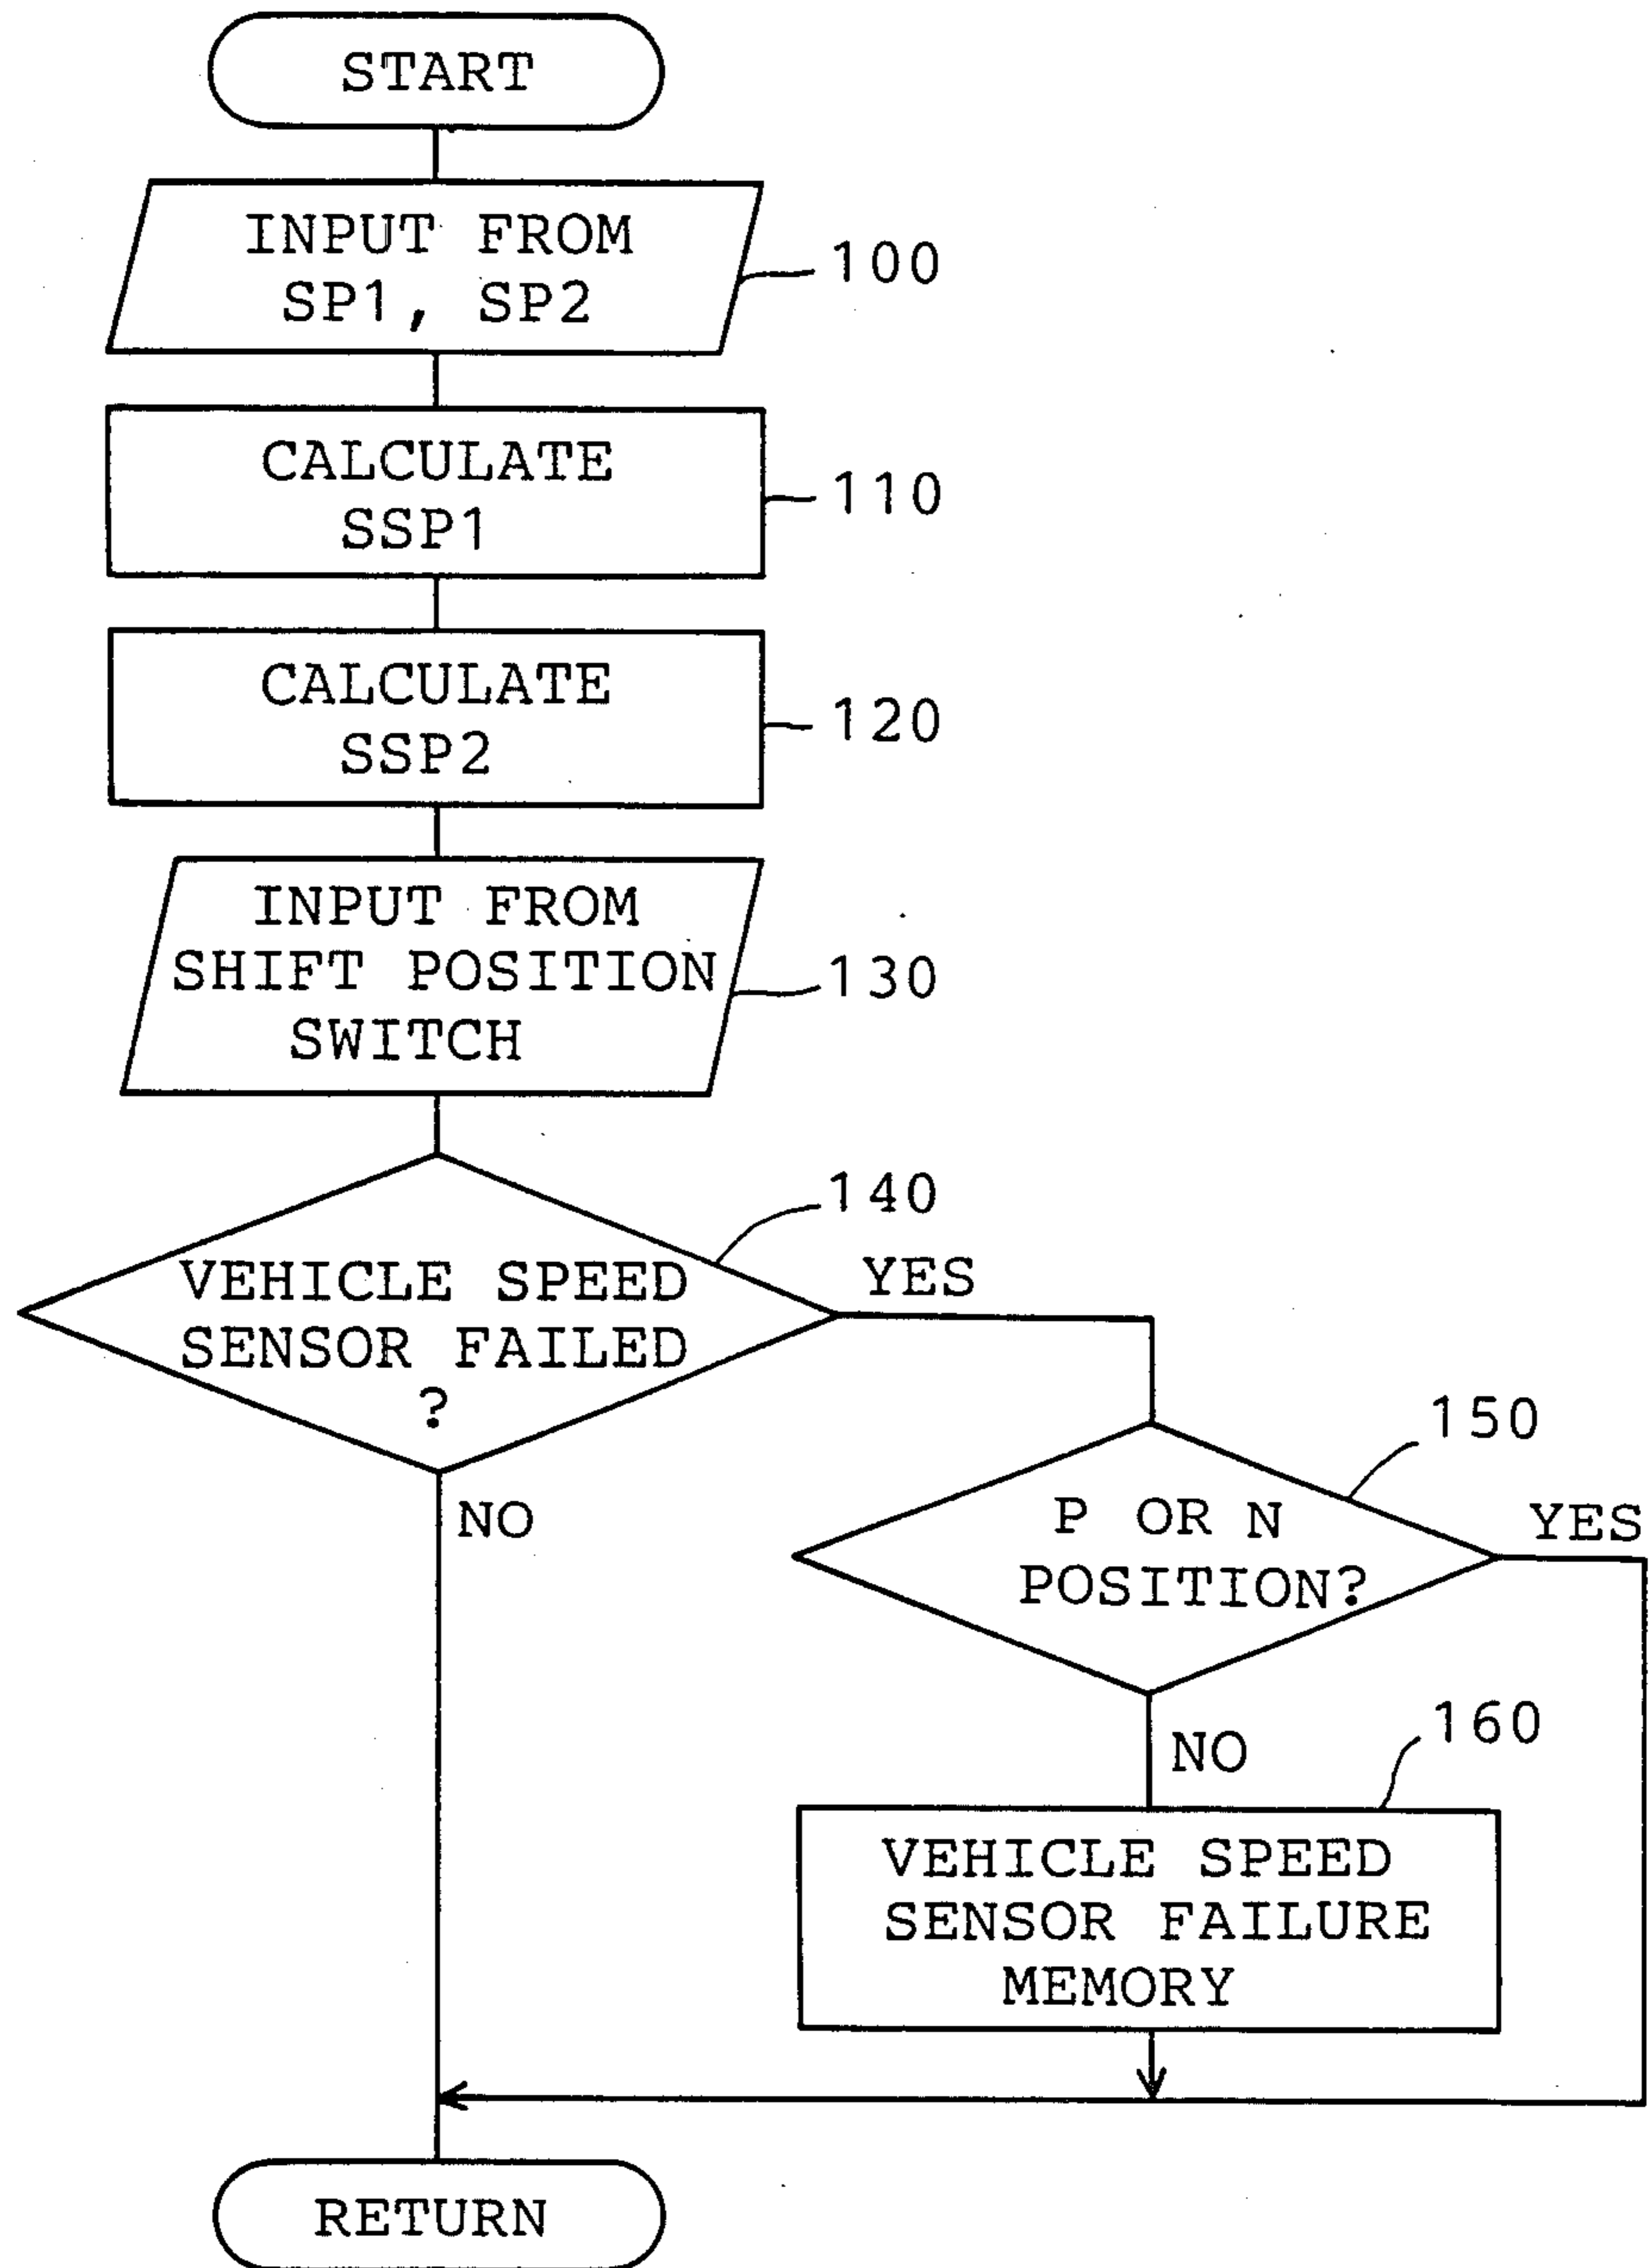 START
INPUT FROM
SP1, SP2
100
CALCULATE
SSP1
110
CALCULATE
SSP2
120
INPUT FROM
SHIFT POSITION
SWITCH
130
140
VEHICLE SPEED
SENSOR FAILED
?
YES
NO
150
P OR N
POSITION?
YES
NO
160
VEHICLE SPEED
SENSOR FAILURE
MEMORY
RETURN